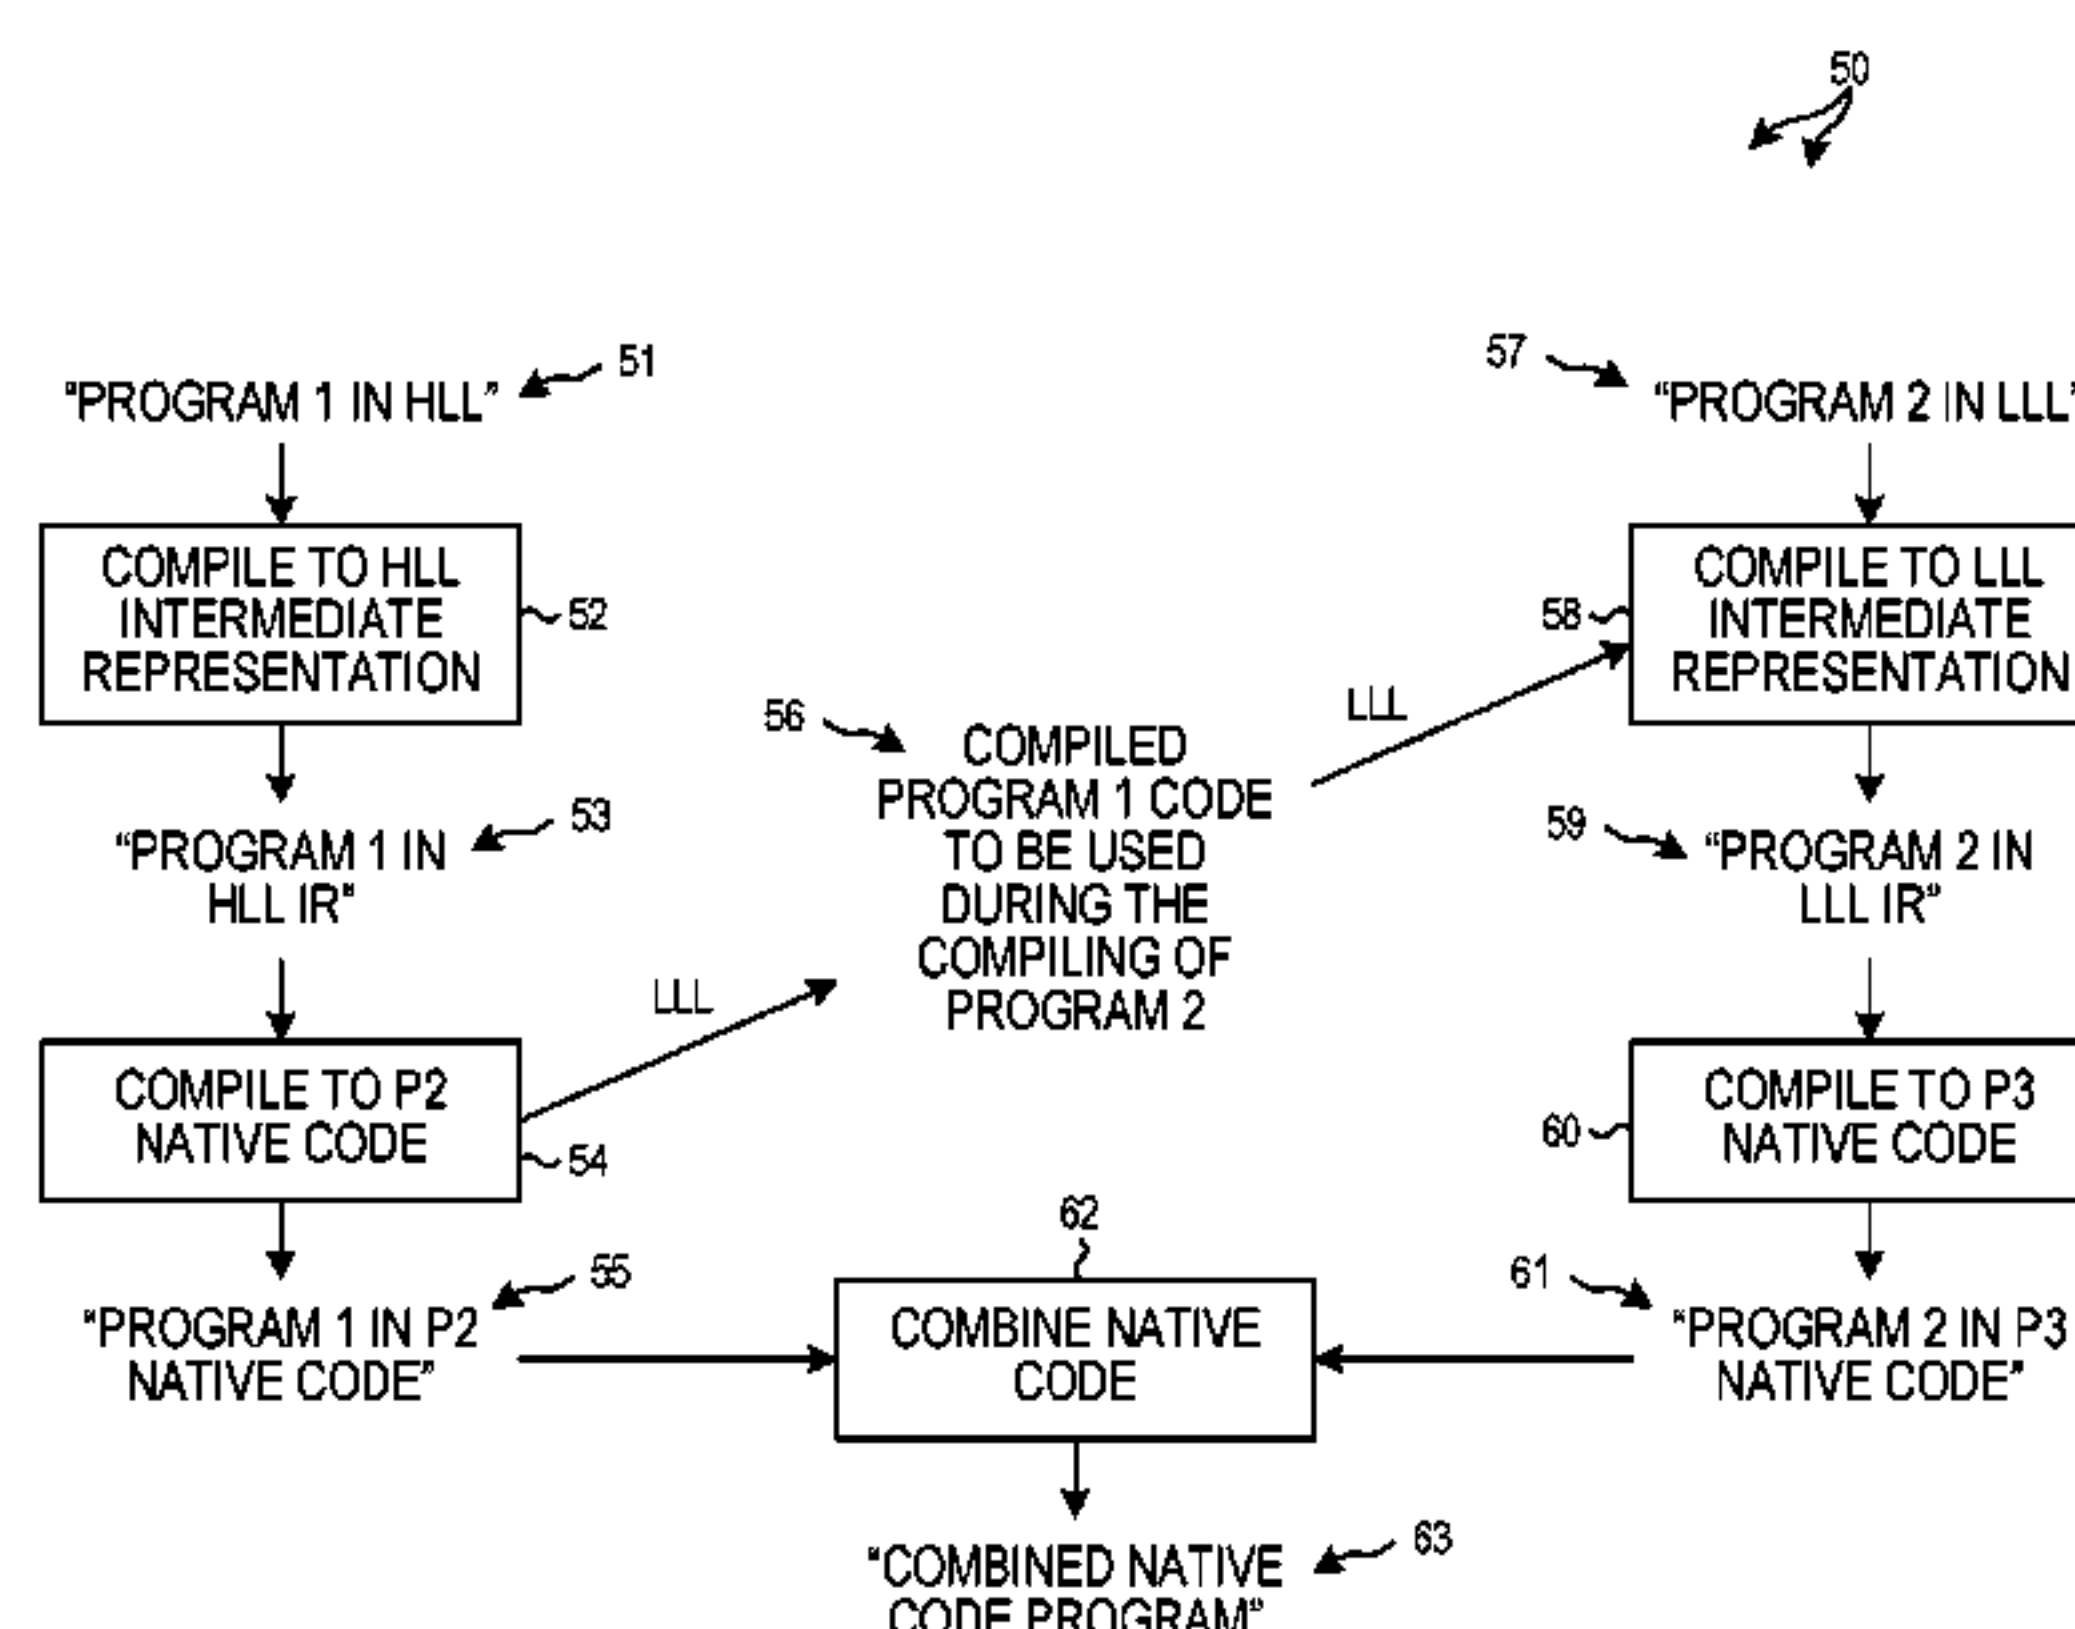 50
51
"PROGRAM 1 IN HLL"
57
"PROGRAM 2 IN LLL"
COMPILE TO HLL
INTERMEDIATE
REPRESENTATION
52
58
COMPILE TO LLL
INTERMEDIATE
REPRESENTATION
LLL
56
COMPILED
PROGRAM 1 CODE
TO BE USED
DURING THE
COMPILING OF
PROGRAM 2
53
"PROGRAM 1 IN
HLL IR"
59
"PROGRAM 2 IN
LLL IR"
LLL
COMPILE TO P2
NATIVE CODE
54
60
COMPILE TO P3
NATIVE CODE
62
55
"PROGRAM 1 IN P2
NATIVE CODE"
COMBINE NATIVE
CODE
61
"PROGRAM 2 IN P3
NATIVE CODE"
63
"COMBINED NATIVE
CODE PROGRAM"